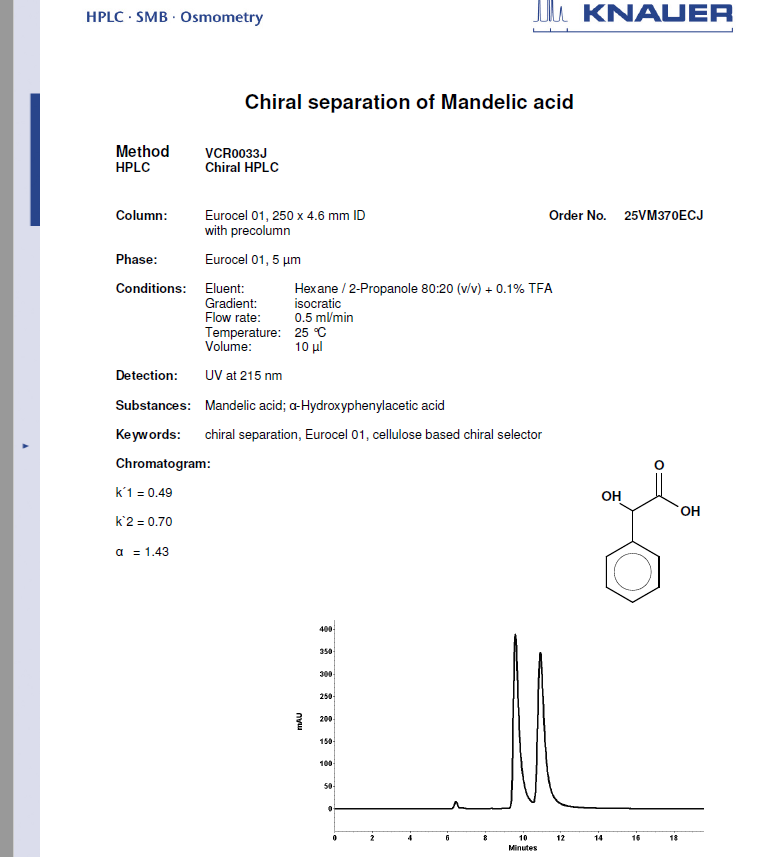 HPLC · SMB · Osmometry
KNAUER
Chiral separation of Mandelic acid
Method VCR0033J
HPLC Chiral HPLC
Column: Eurocel 01, 250 x 4.6 mm ID Order No. 25VM370ECJ
with precolumn
Phase: Eurocel 01, 5 µm
Conditions: Eluent: Hexane / 2-Propanole 80:20 (v/v) + 0.1% TFA
Gradient: isocratic
Flow rate: 0.5 ml/min
Temperature: 25 °C
Volume: 10 µl
Detection: UV at 215 nm
Substances: Mandelic acid; α-Hydroxyphenylacetic acid
Keywords: chiral separation, Eurocel 01, cellulose based chiral selector
Chromatogram:
k´1 = 0.49
k`2 = 0.70
α = 1.43
O
OH
OH
400
350
300
250
200
150
100
50
0
mAU
0 2 4 6 8 10 12 14 16 18
Minutes